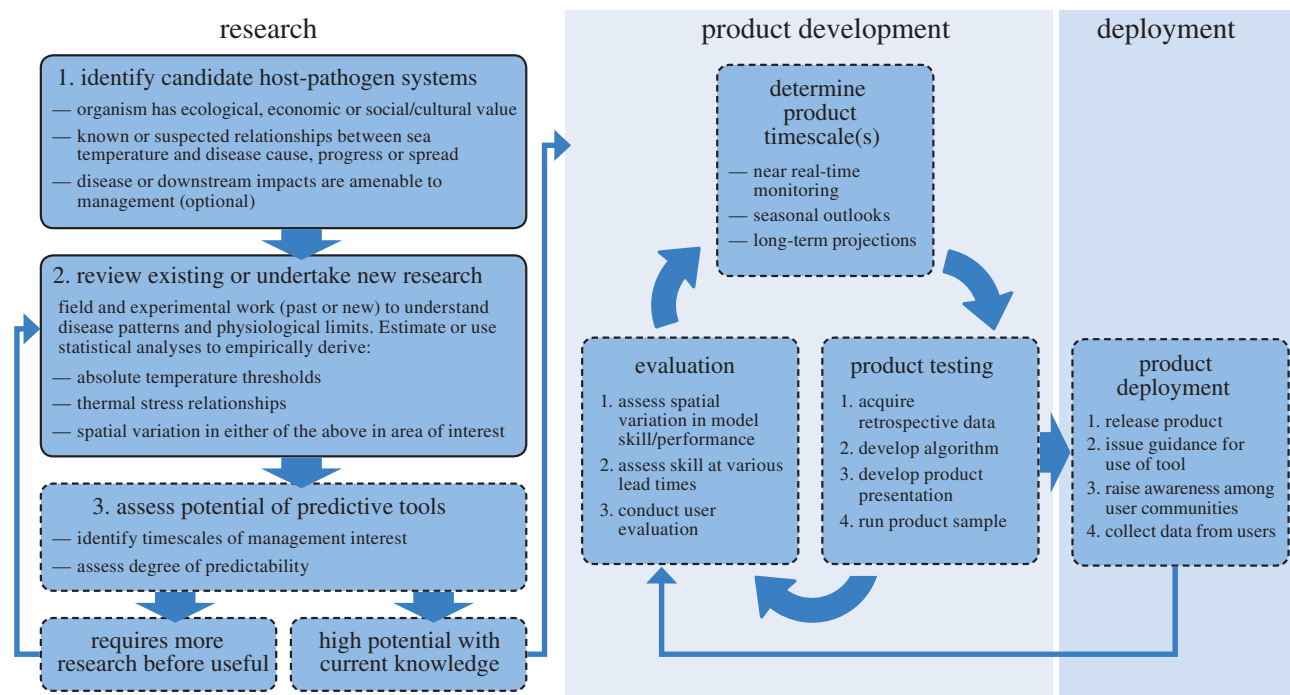 research
1. identify candidate host-pathogen systems
— organism has ecological, economic or social/cultural value
— known or suspected relationships between sea
temperature and disease cause, progress or spread
— disease or downstream impacts are amenable to
management (optional)
2. review existing or undertake new research
field and experimental work (past or new) to understand
disease patterns and physiological limits. Estimate or use
statistical analyses to empirically derive:
— absolute temperature thresholds
— thermal stress relationships
— spatial variation in either of the above in area of interest
3. assess potential of predictive tools
— identify timescales of management interest
— assess degree of predictability
requires more
research before useful
high potential with
current knowledge
product development
determine
product
timescale(s)
— near real-time
monitoring
— seasonal outlooks
— long-term projections
evaluation
1. assess spatial
variation in model
skill/performance
2. assess skill at various
lead times
3. conduct user
evaluation
product testing
1. acquire
retrospective data
2. develop algorithm
3. develop product
presentation
4. run product sample
deployment
product
deployment
1. release product
2. issue guidance for
use of tool
3. raise awareness among
user communities
4. collect data from users